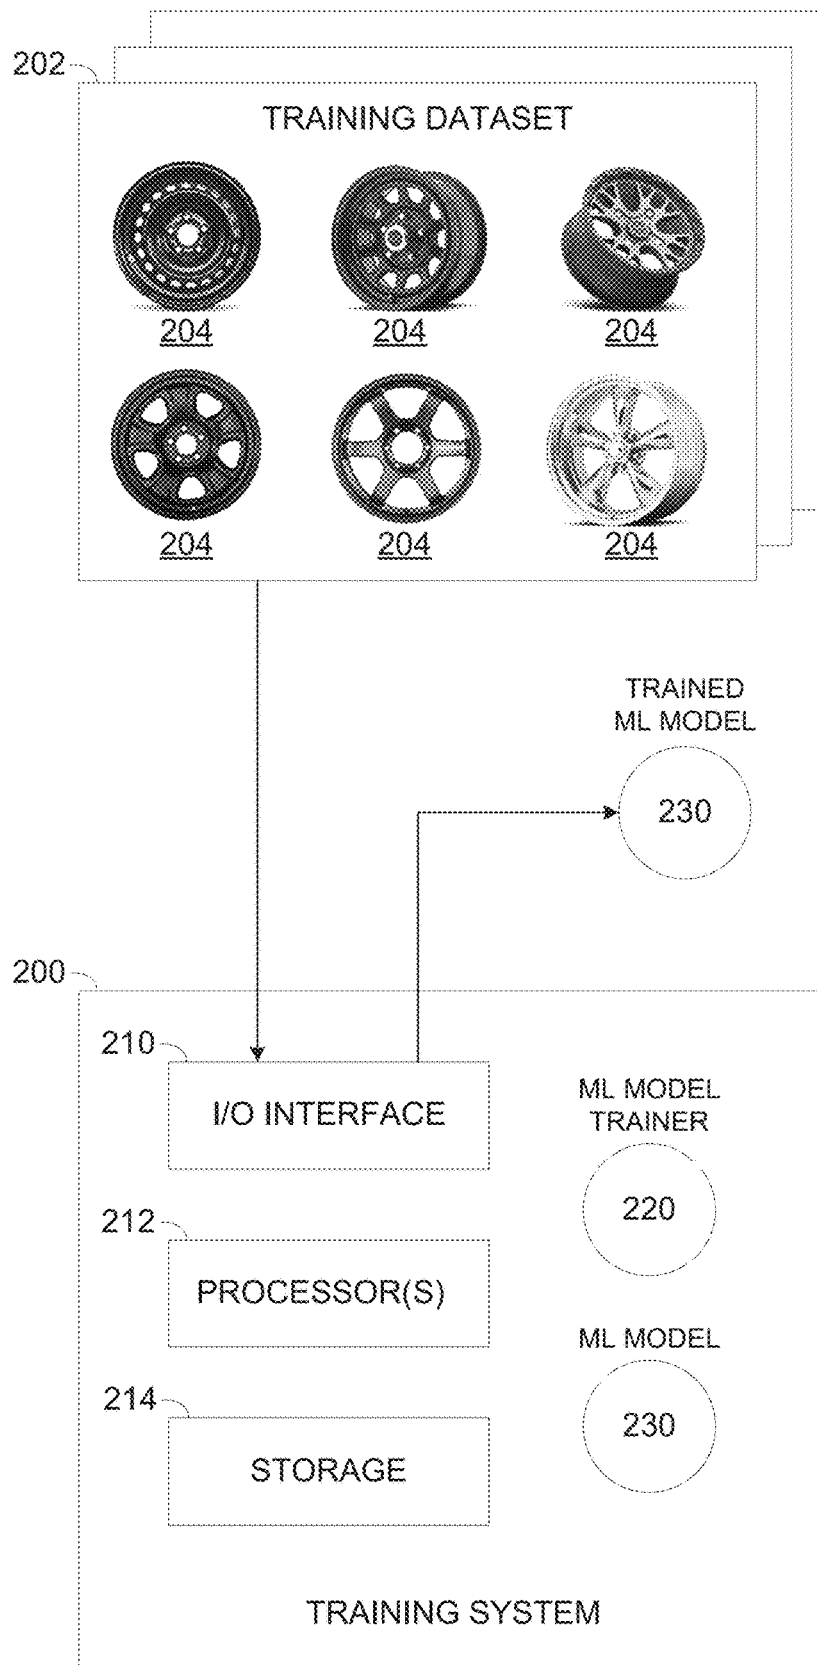 202
TRAINING DATASET
204 204 204
204 204 204
TRAINED
ML MODEL
230
200
210
I/O INTERFACE
ML MODEL
TRAINER
220
212
PROCESSOR(S)
ML MODEL
230
214
STORAGE
TRAINING SYSTEM